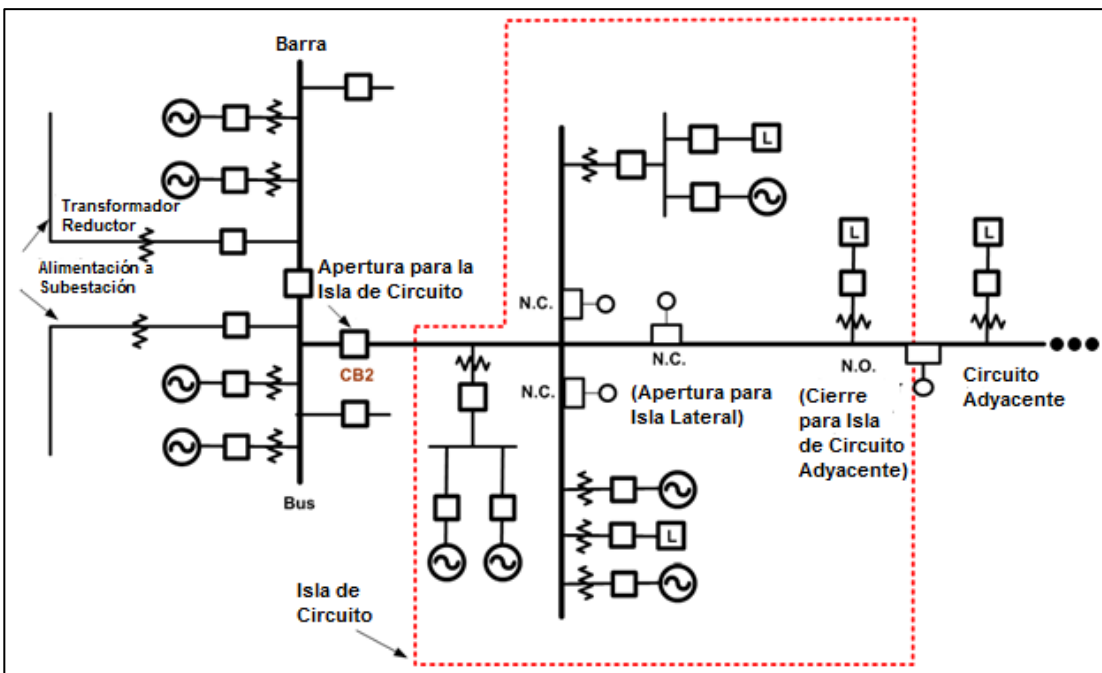 Barra
Transformador
Reductor
Alimentación a
Subestación
Apertura para la
Isla de Circuito
CB2
Bus
Isla de
Circuito
L
N.C.
N.C.
N.C.
(Apertura para
Isla Lateral)
L
L
N.O.
(Cierre
para Isla
de Circuito
Adyacente)
L
Circuito
Adyacente